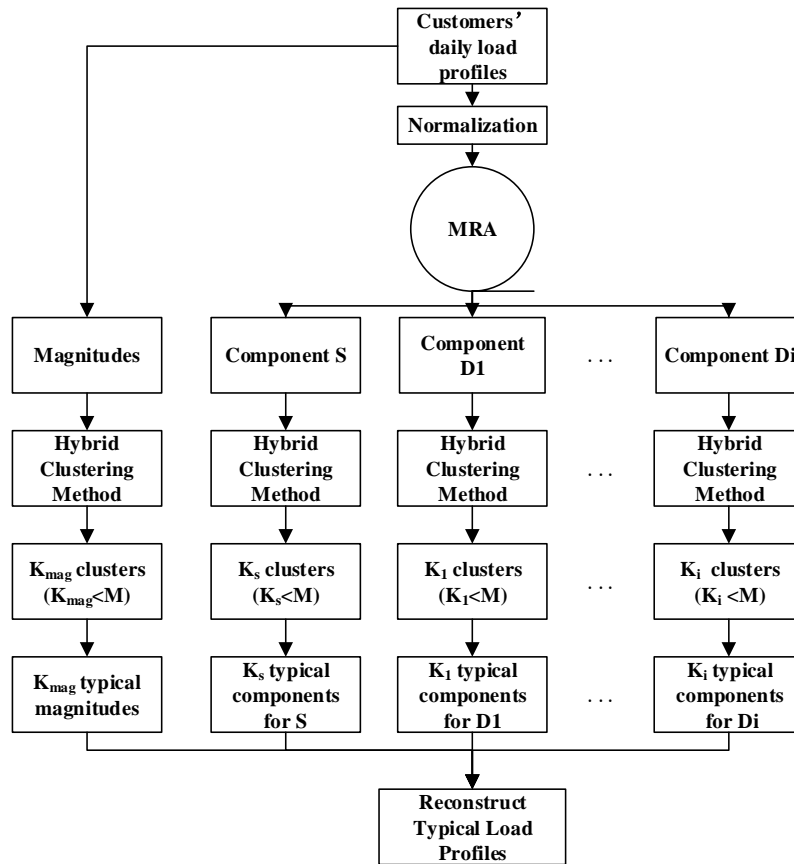 Customers’
daily load
profiles
Normalization
MRA
Magnitudes
Component S
Component
D1
. . .
Component Di
Hybrid
Clustering
Method
Hybrid
Clustering
Method
Hybrid
Clustering
Method
. . .
Hybrid
Clustering
Method
Kmag clusters
(Kmag<M)
Ks clusters
(Ks<M)
K1 clusters
(K1<M)
. . .
Ki clusters
(Ki <M)
Kmag typical
magnitudes
Ks typical
components
for S
K1 typical
components
for D1
. . .
Ki typical
components
for Di
Reconstruct
Typical Load
Profiles